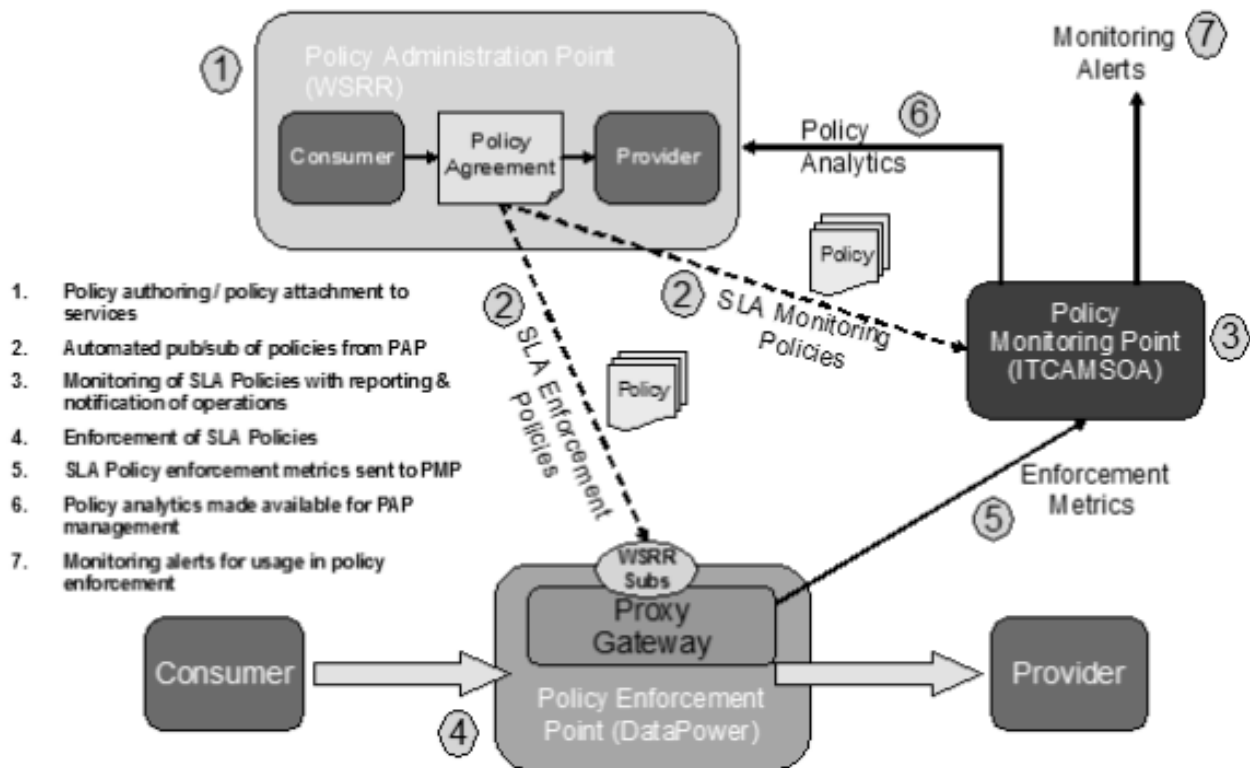 1
Policy Administration Point
(WSRR)
Consumer
Policy
Agreement
Provider
Monitoring
Alerts
7
6
Policy
Analytics
Policy
2
SLA Monitoring
Policies
2
SLA Enforcement
Policies
Policy
Policy
Monitoring Point
(ITCAMSOA)
3
1. Policy authoring / policy attachment to
services
2. Automated pub/sub of policies from PAP
3. Monitoring of SLA Policies with reporting &
notification of operations
4. Enforcement of SLA Policies
5. SLA Policy enforcement metrics sent to PMP
6. Policy analytics made available for PAP
management
7. Monitoring alerts for usage in policy
enforcement
Enforcement
Metrics
5
WSRR
Subs
Proxy
Gateway
Policy Enforcement
Point (DataPower)
Consumer
4
Provider